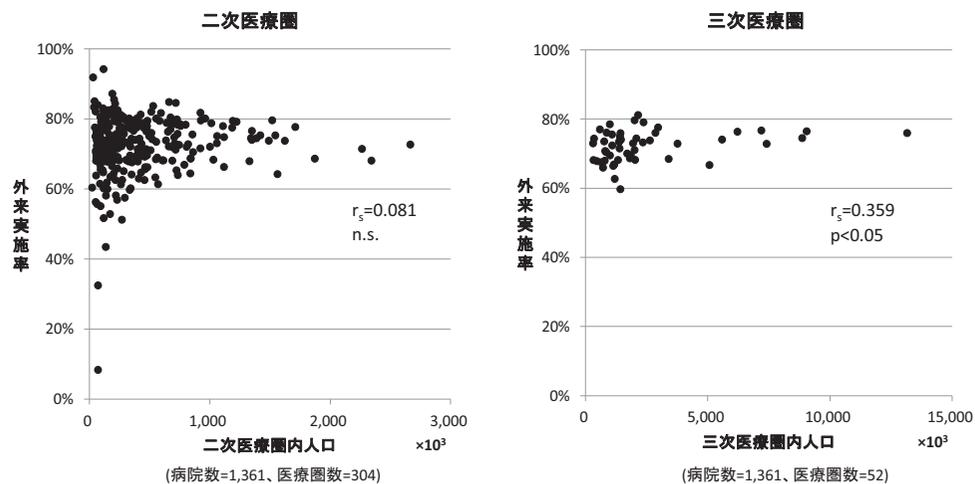 二次医療圏
100%
80%
60%
40%
20%
0%
外来実施率
rs=0.081
n.s.
0
1,000
2,000
3,000
二次医療圏内人口
×10³
(病院数=1,361、医療圏数=304)
三次医療圏
100%
80%
60%
40%
20%
0%
外来実施率
rs=0.359
p<0.05
0
5,000
10,000
15,000
三次医療圏内人口
×10³
(病院数=1,361、医療圏数=52)